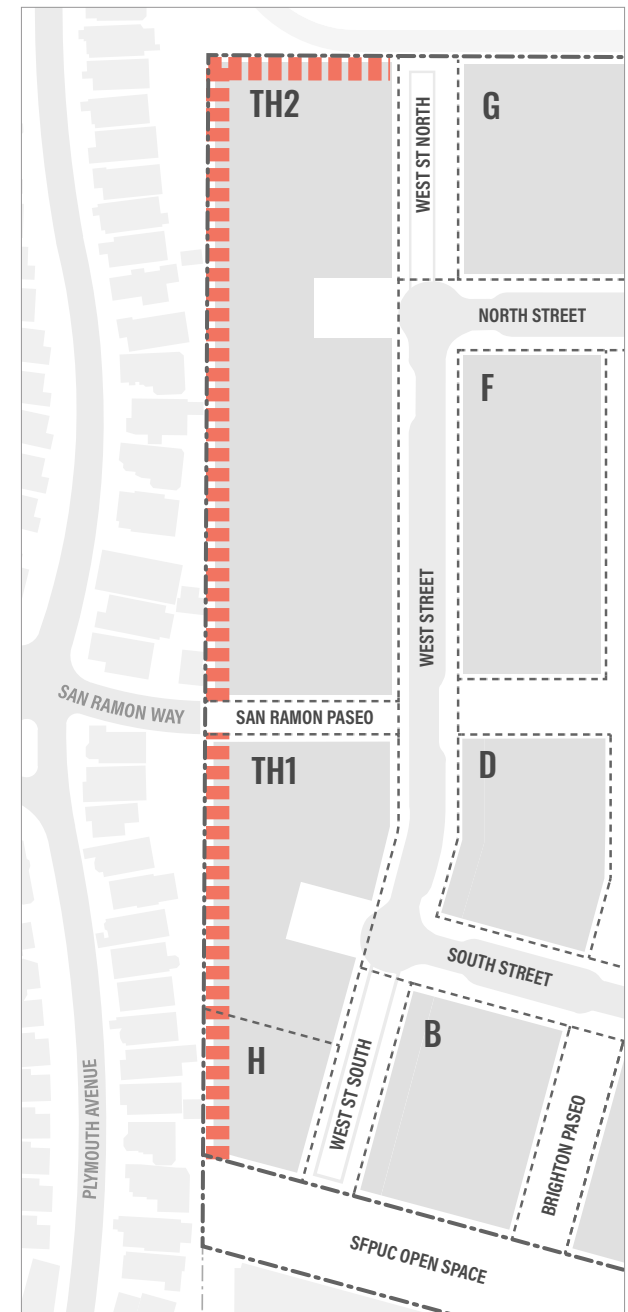 TH2
WEST ST NORTH
G
NORTH STREET
F
WEST STREET
SAN RAMON WAY
SAN RAMON PASEO
TH1
D
SOUTH STREET
H
WEST ST SOUTH
B
PLYMOUTH AVENUE
BRIGHTON PASEO
SFPUC OPEN SPACE